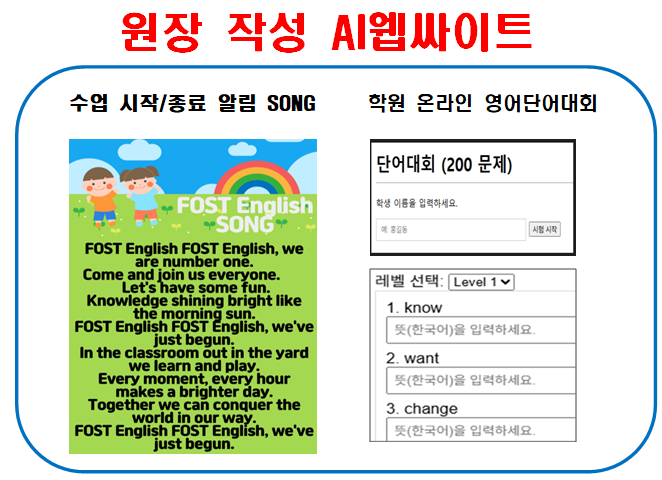 원장 작성 AI웹싸이트
수업 시작/종료 알림 SONG
FOST English
SONG
FOST English FOST English, we
are number one.
Come and join us everyone.
Let's have some fun.
Knowledge shining bright like
the morning sun.
FOST English FOST English, we've
just begun.
In the classroom out in the yard
we learn and play.
Every moment, every hour
makes a brighter day.
Together we can conquer the
world in our way.
FOST English FOST English, we've
just begun.
학원 온라인 영어단어대회
단어대회 (200 문제)
학생 이름을 입력하세요.
예: 홍길동 시험 시작
레벨 선택: Level 1
1. know
뜻(한국어)을 입력하세요.
2. want
뜻(한국어)을 입력하세요.
3. change
뜻(한국어)을 입력하세요.